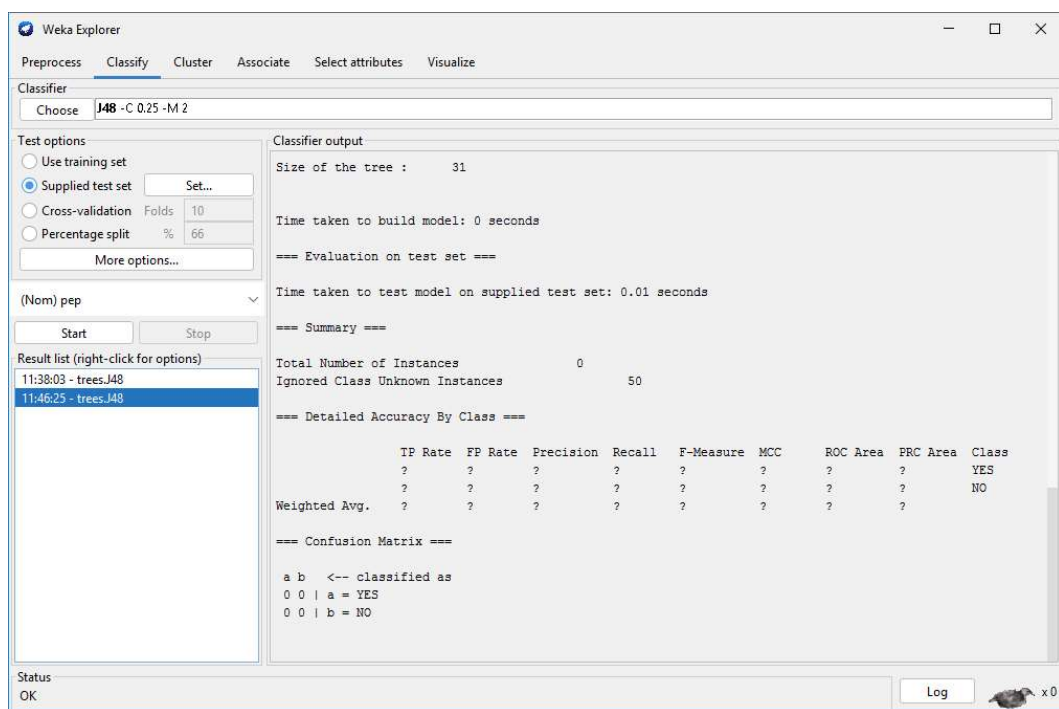 Weka Explorer
Preprocess Classify Cluster Associate Select attributes Visualize
Classifier
Choose J48 -C 0.25 -M 2
Test options
Use training set
Supplied test set Set...
Cross-validation Folds 10
Percentage split % 66
More options...
(Nom) pep
Start Stop
Result list (right-click for options)
11:38:03 - trees.J48
11:46:25 - trees.J48
Classifier output
Size of the tree : 31
Time taken to build model: 0 seconds
=== Evaluation on test set ===
Time taken to test model on supplied test set: 0.01 seconds
=== Summary ===
Total Number of Instances 0
Ignored Class Unknown Instances 50
=== Detailed Accuracy By Class ===
TP Rate FP Rate Precision Recall F-Measure MCC ROC Area PRC Area Class
? ? ? ? ? ? ? ? YES
? ? ? ? ? ? ? ? NO
Weighted Avg. ? ? ? ? ? ? ? ?
=== Confusion Matrix ===
a b <-- classified as
0 0 | a = YES
0 0 | b = NO
Status
OK
Log x 0